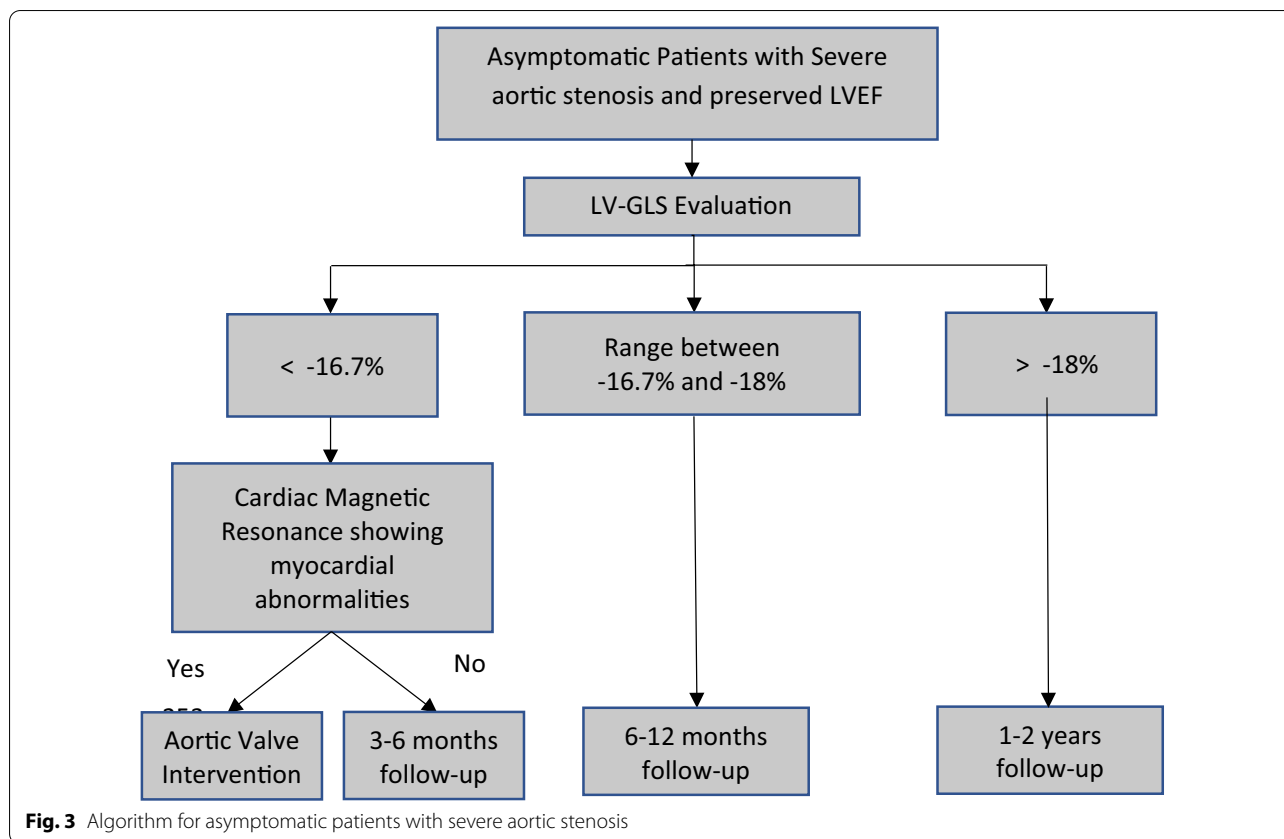 Asymptomatic Patients with Severe
aortic stenosis and preserved LVEF
LV-GLS Evaluation
< -16.7%
Range between
-16.7% and -18%
> -18%
Cardiac Magnetic
Resonance showing
myocardial
abnormalities
Yes
No
Aortic Valve
Intervention
3-6 months
follow-up
6-12 months
follow-up
1-2 years
follow-up
Fig. 3 Algorithm for asymptomatic patients with severe aortic stenosis